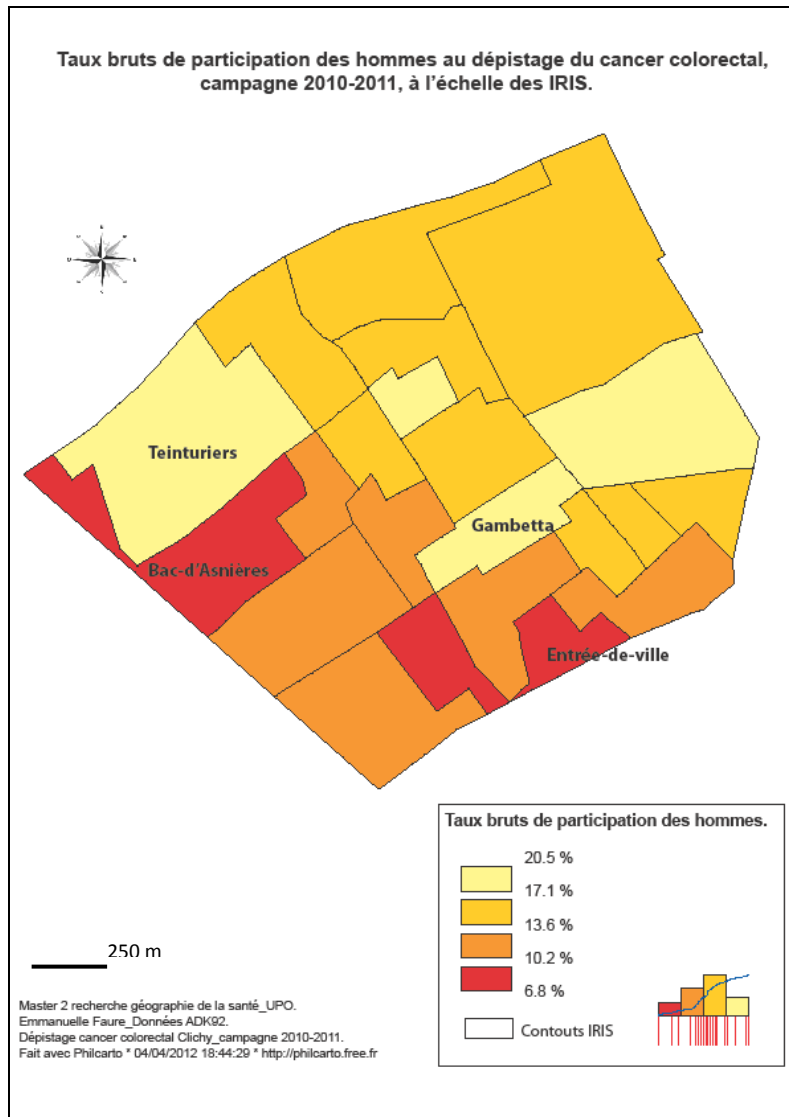 Taux bruts de participation des hommes au dépistage du cancer colorectal,
campagne 2010-2011, à l'échelle des IRIS.
Teinturiers
Gambetta
Bac-d'Asnières
Entrée-de-ville
Taux bruts de participation des hommes.
20.5 %
17.1 %
13.6 %
10.2 %
6.8 %
Contouts IRIS
250 m
Master 2 recherche géographie de la santé_UPO.
Emmanuelle Faure_Données ADK92.
Dépistage cancer colorectal Clichy_campagne 2010-2011.
Fait avec Philcarto * 04/04/2012 18:44:29 * http://philcarto.free.fr